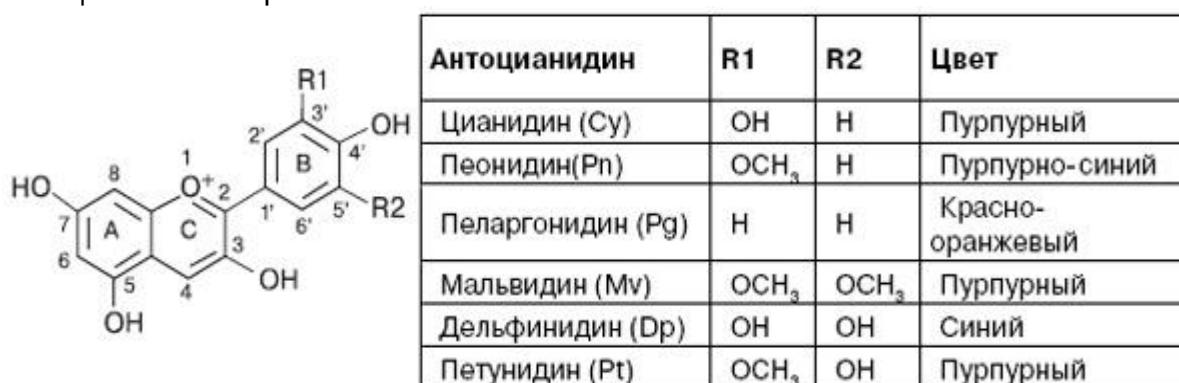 R1
3'
OH
2'
4'
B
1
8
O+
2
HO
1'
5'
R2
7
A
C
6'
6
3
5
4
OH
OH
Антоцианидин R1 R2 Цвет
Цианидин (Cy) OH H Пурпурный
Пеонидин(Pn) OCH₃ H Пурпурно-синий
Пеларгонидин (Pg) H H Красно-
оранжевый
Мальвидин (Mv) OCH₃ OCH₃ Пурпурный
Дельфинидин (Dp) OH OH Синий
Петунидин (Pt) OCH₃ OH Пурпурный